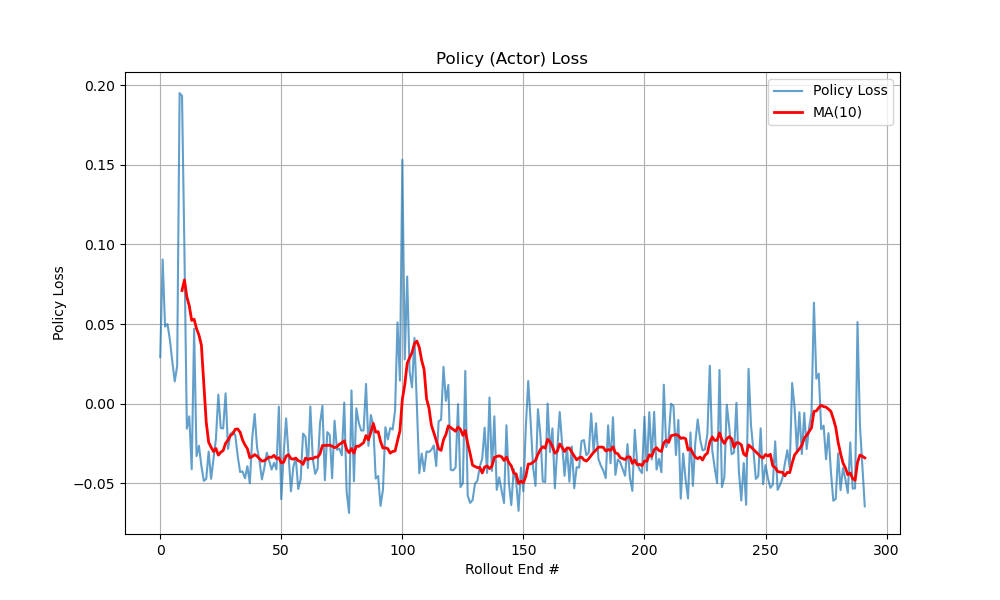 Policy (Actor) Loss
Policy Loss
MA(10)
0.20
0.15
0.10
0.05
0.00
−0.05
Policy Loss
0
50
100
150
200
250
300
Rollout End #